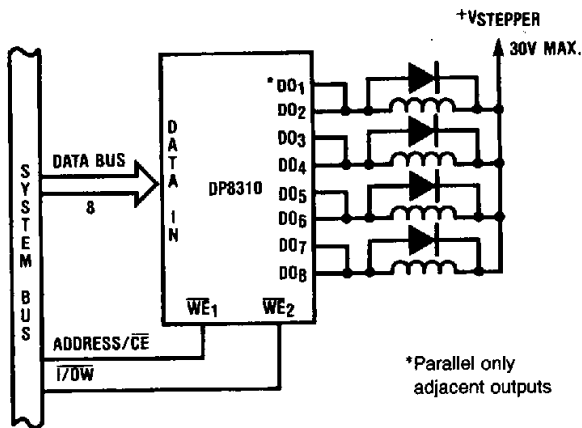 +VSTEPPER
30V MAX.
SYSTEM BUS
DATA BUS
8
DATA IN
DP8310
*DO1
DO2
DO3
DO4
DO5
DO6
DO7
DO8
WE1
WE2
ADDRESS/CE
I/OW
*Parallel only
adjacent outputs